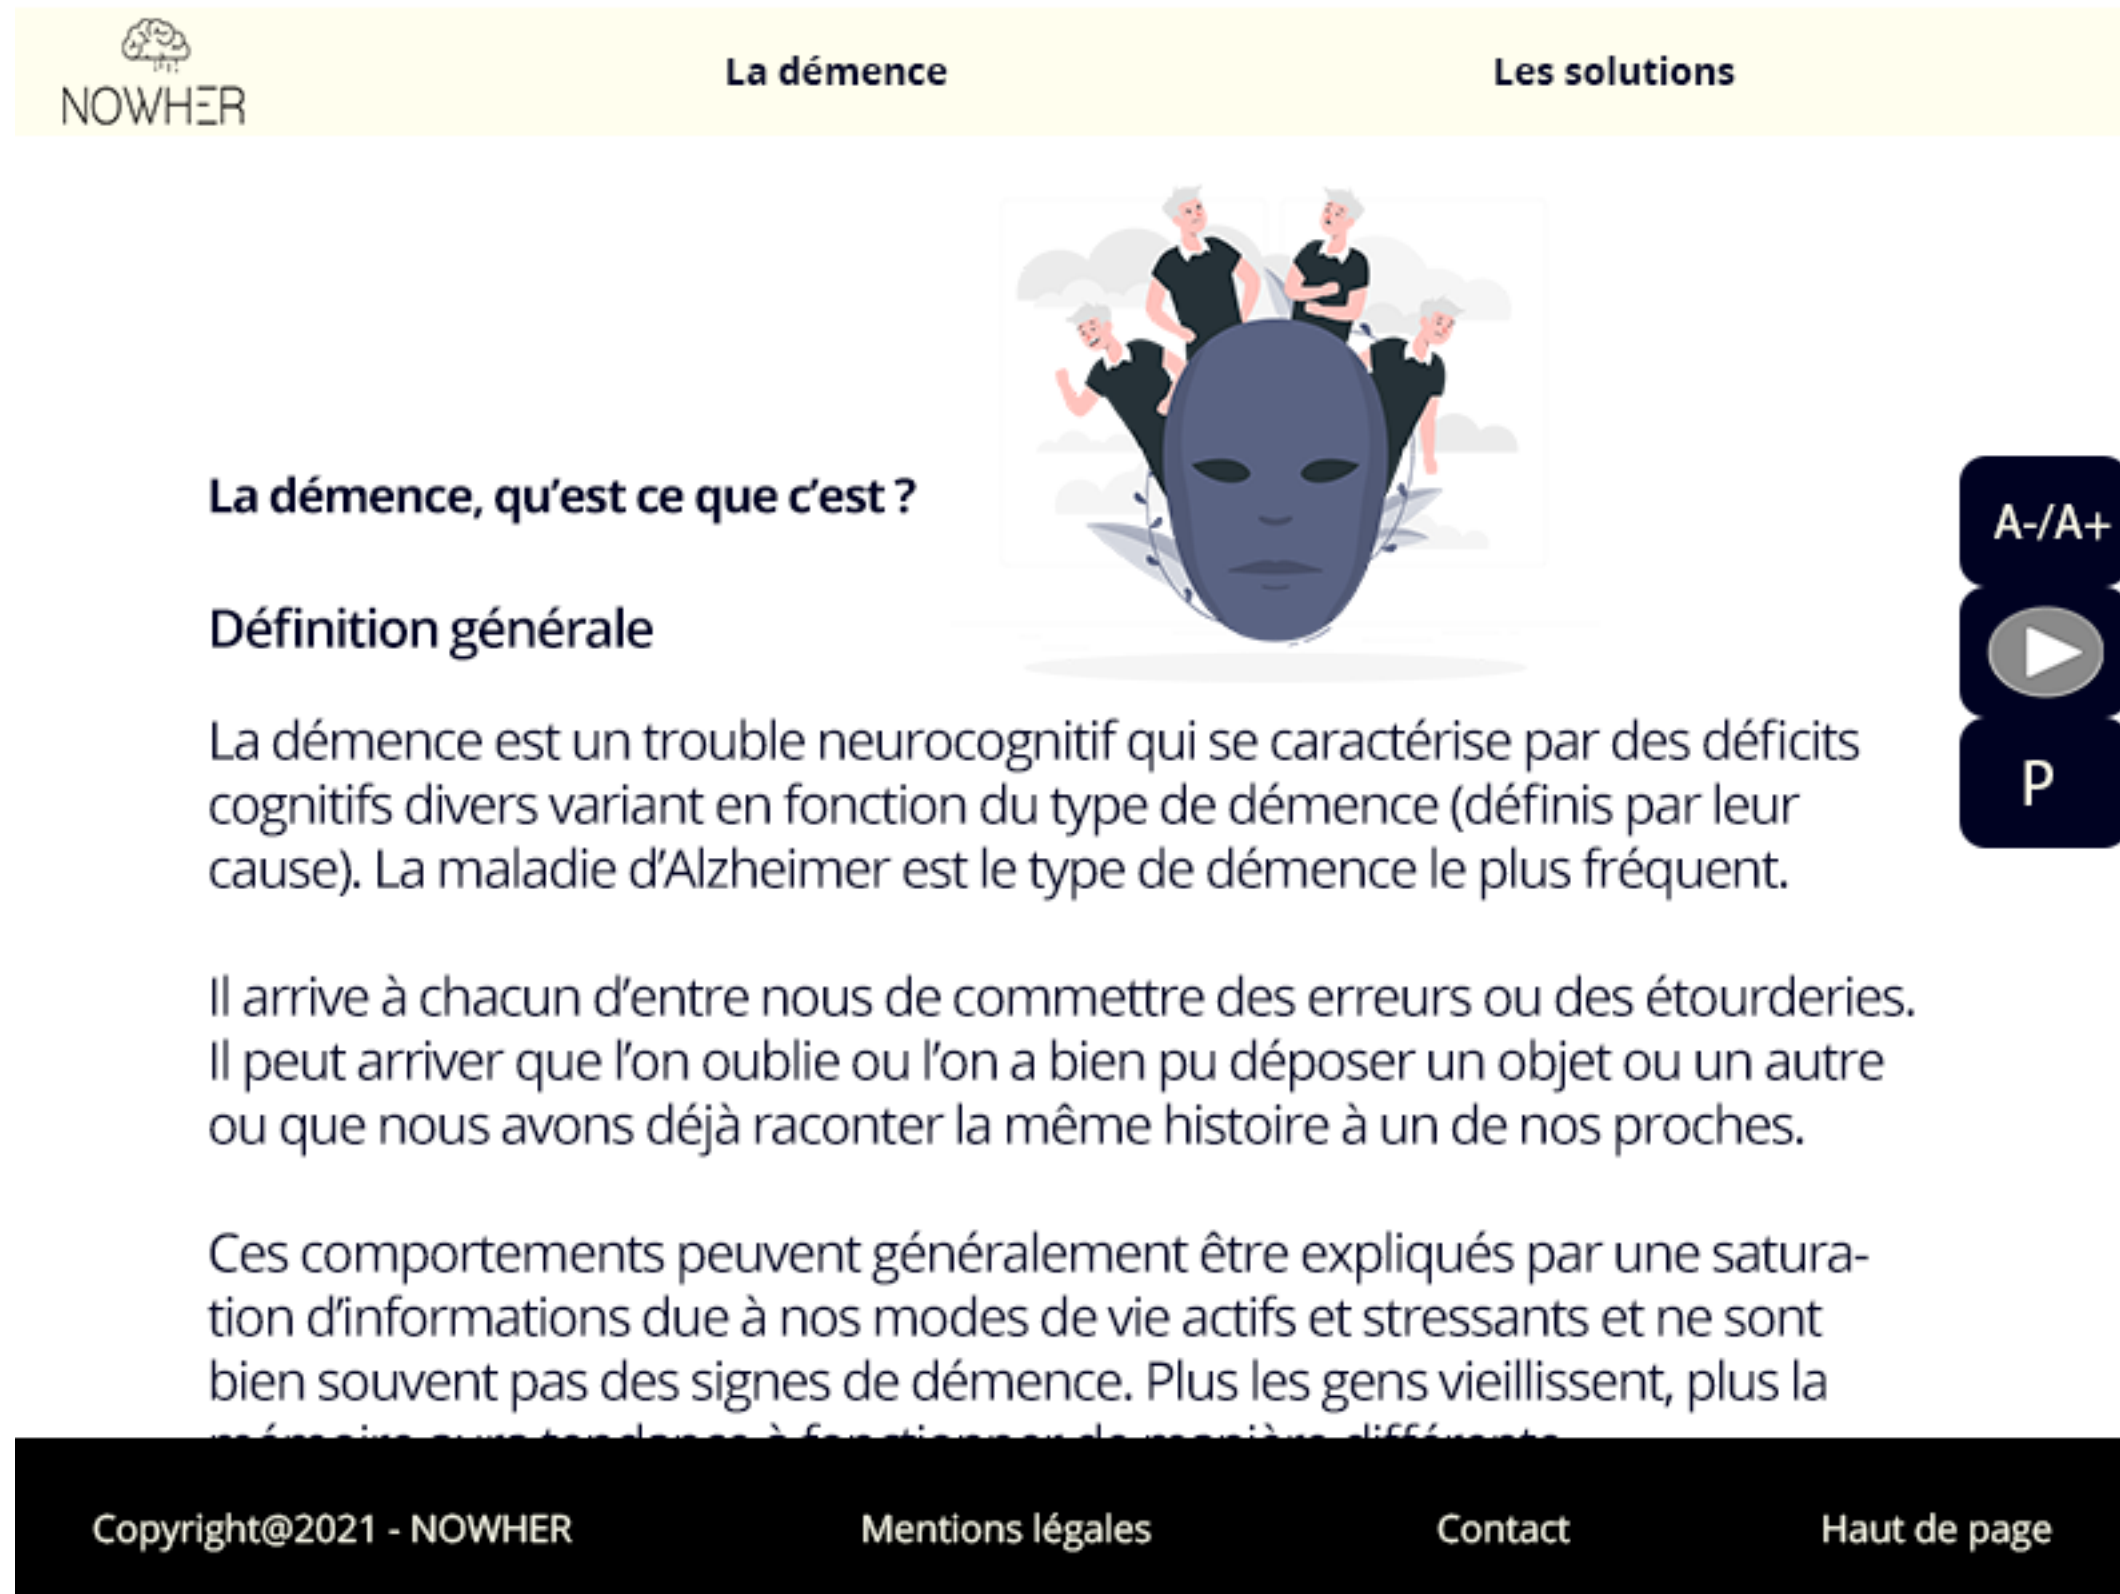 NOWHER
La démence
Les solutions
La démence, qu’est ce que c’est ?
Définition générale
La démence est un trouble neurocognitif qui se caractérise par des déficits
cognitifs divers variant en fonction du type de démence (définis par leur
cause). La maladie d’Alzheimer est le type de démence le plus fréquent.
Il arrive à chacun d’entre nous de commettre des erreurs ou des étourderies.
Il peut arriver que l’on oublie ou l’on a bien pu déposer un objet ou un autre
ou que nous avons déjà raconter la même histoire à un de nos proches.
Ces comportements peuvent généralement être expliqués par une satura-
tion d’informations due à nos modes de vie actifs et stressants et ne sont
bien souvent pas des signes de démence. Plus les gens vieillissent, plus la
mémoire aura tendance à fonctionner de manière différente
A-/A+
P
Copyright@2021 - NOWHER
Mentions légales
Contact
Haut de page